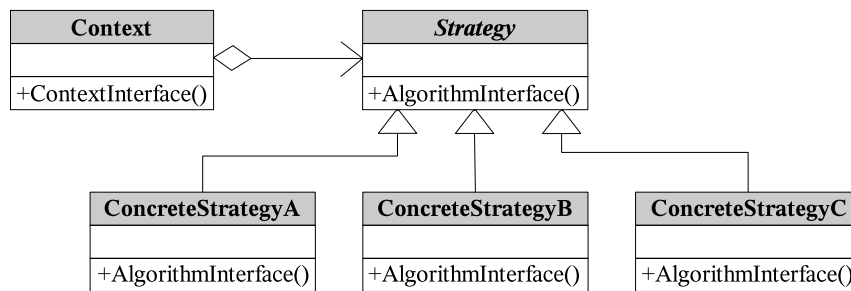 Context
Strategy
+ContextInterface()
+AlgorithmInterface()
ConcreteStrategyA
ConcreteStrategyB
ConcreteStrategyC
+AlgorithmInterface()
+AlgorithmInterface()
+AlgorithmInterface()